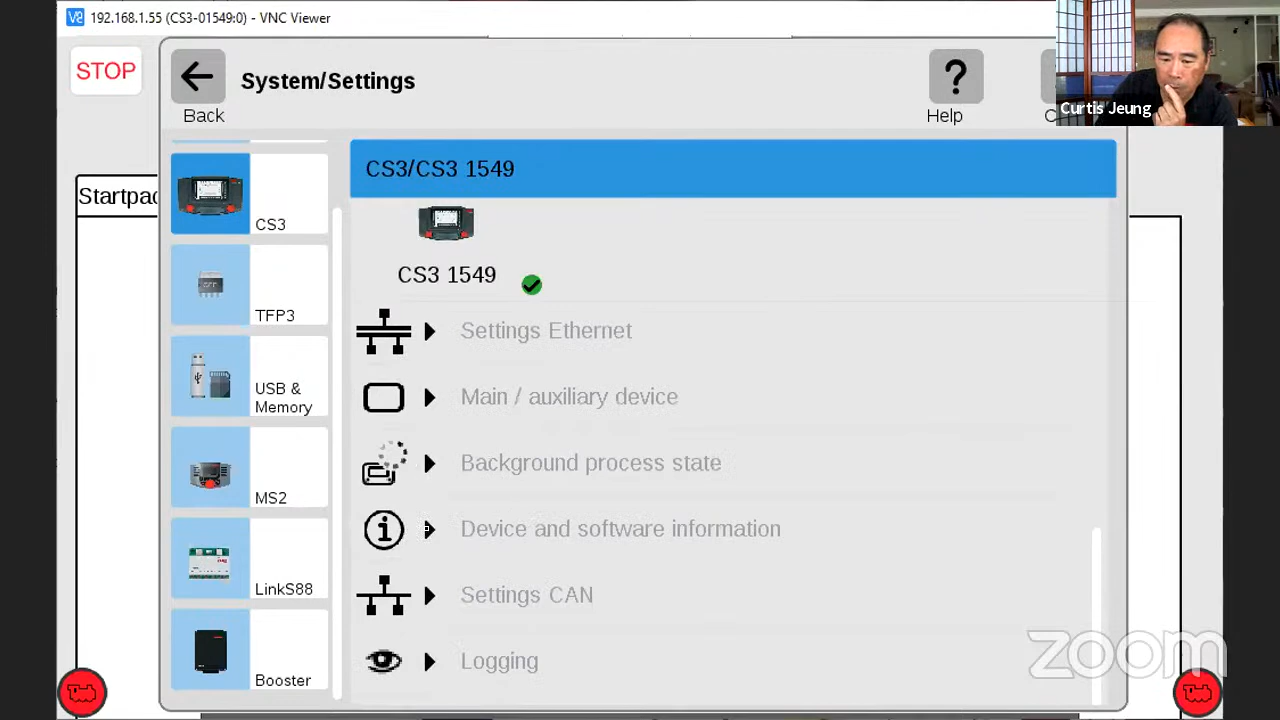 192.168.1.55 (CS3-01549:0) - VNC Viewer
STOP
System/Settings
Back
Help
Curtis Jeung
Startpad
CS3/CS3 1549
CS3
CS3 1549
TFP3
Settings Ethernet
USB &
Memory
Main / auxiliary device
MS2
Background process state
Device and software information
LinkS88
Settings CAN
Booster
Logging
zoom